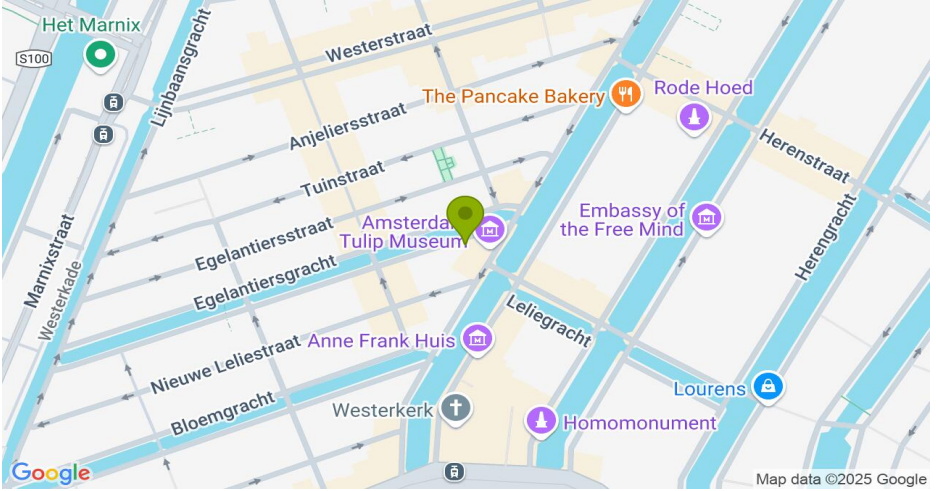 Het Marnix
S100
Lijnbaansgracht
Westerstraat
The Pancake Bakery
Rode Hoed
Anjeliersstraat
Herenstraat
Tuinstraat
Amsterda
Tulip Museum
Embassy of
the Free Mind
Egelantiersstraat
Herengracht
Marnixstraat
Westerkade
Egelantiersgracht
Leliegracht
Anne Frank Huis
Nieuwe Leliestraat
Lourens
Bloemgracht
Westerkerk
Homomonument
Google
Map data ©2025 Google